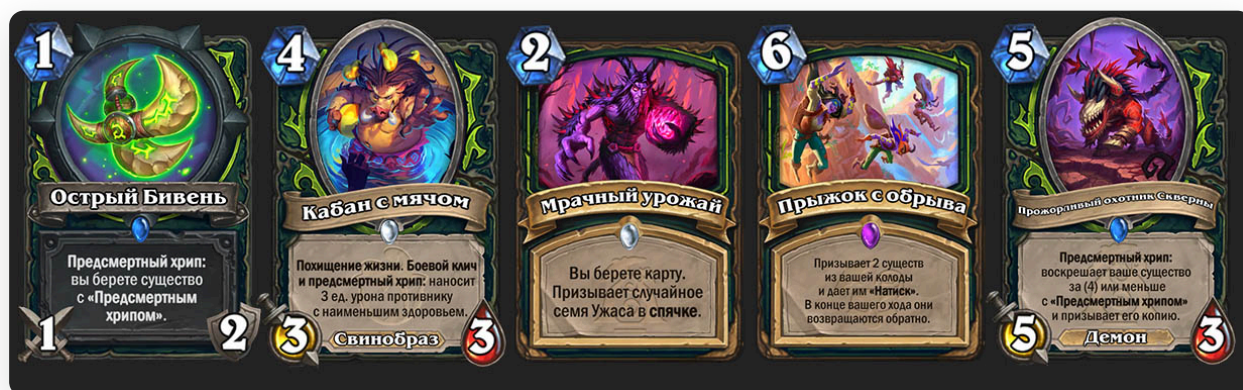 1
Острый Бивень
Предсмертный хрип:
вы берете существо
с «Предсмертным
хрипом».
1
2
4
Кабан с мячом
Похищение жизни. Боевой клич
и предсмертный хрип: наносит
3 ед. урона противнику
с наименьшим здоровьем.
3
Свинобраз
3
2
Мрачный урожай
Вы берете карту.
Призывает случайное
семя Ужаса в спячке.
6
Прыжок с обрыва
Призывает 2 существ
из вашей колоды
и дает им «Натиск».
В конце вашего хода они
возвращаются обратно.
5
Прожорливый охотник Скверны
Предсмертный хрип:
воскрешает ваше существо
за (4) или меньше
с «Предсмертным хрипом»
и призывает его копию.
5
Демон
3